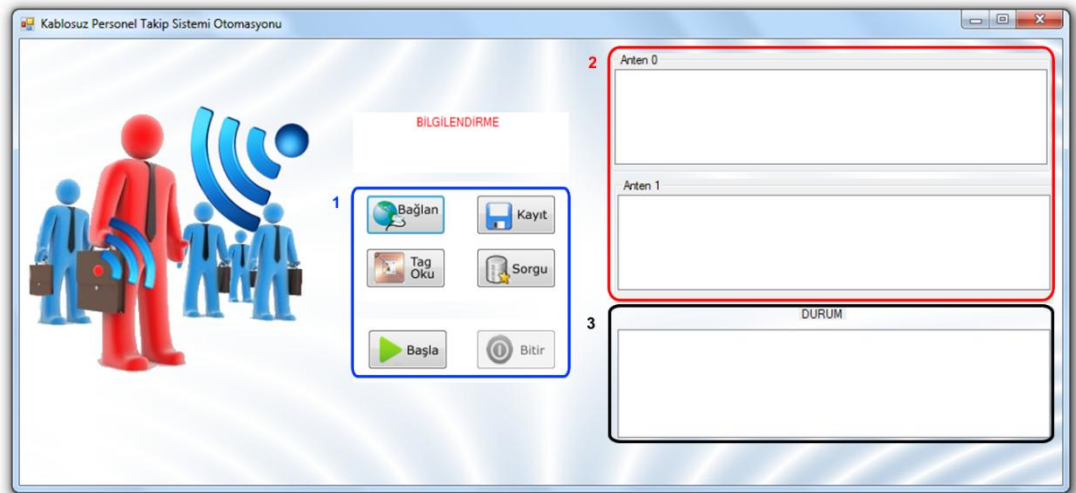 Kablosuz Personel Takip Sistemi Otomasyonu
2
Anten 0
BİLGİLENDİRME
Anten 1
1
Bağlan
Kayıt
Tag
Oku
Sorgu
3
DURUM
Başla
Bitir